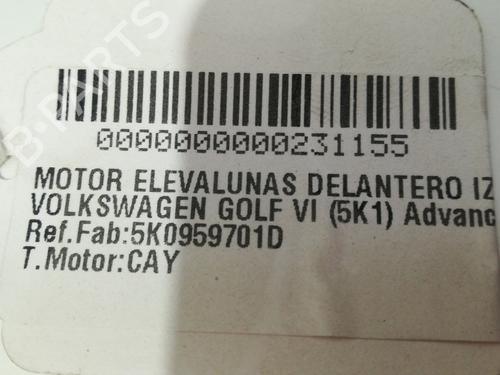 B-PARTS
0000000000231155
MOTOR ELEVALUNAS DELANTERO IZ
VOLKSWAGEN GOLF VI (5K1) Advanc
Ref.Fab:5K0959701D
T.Motor:CAY